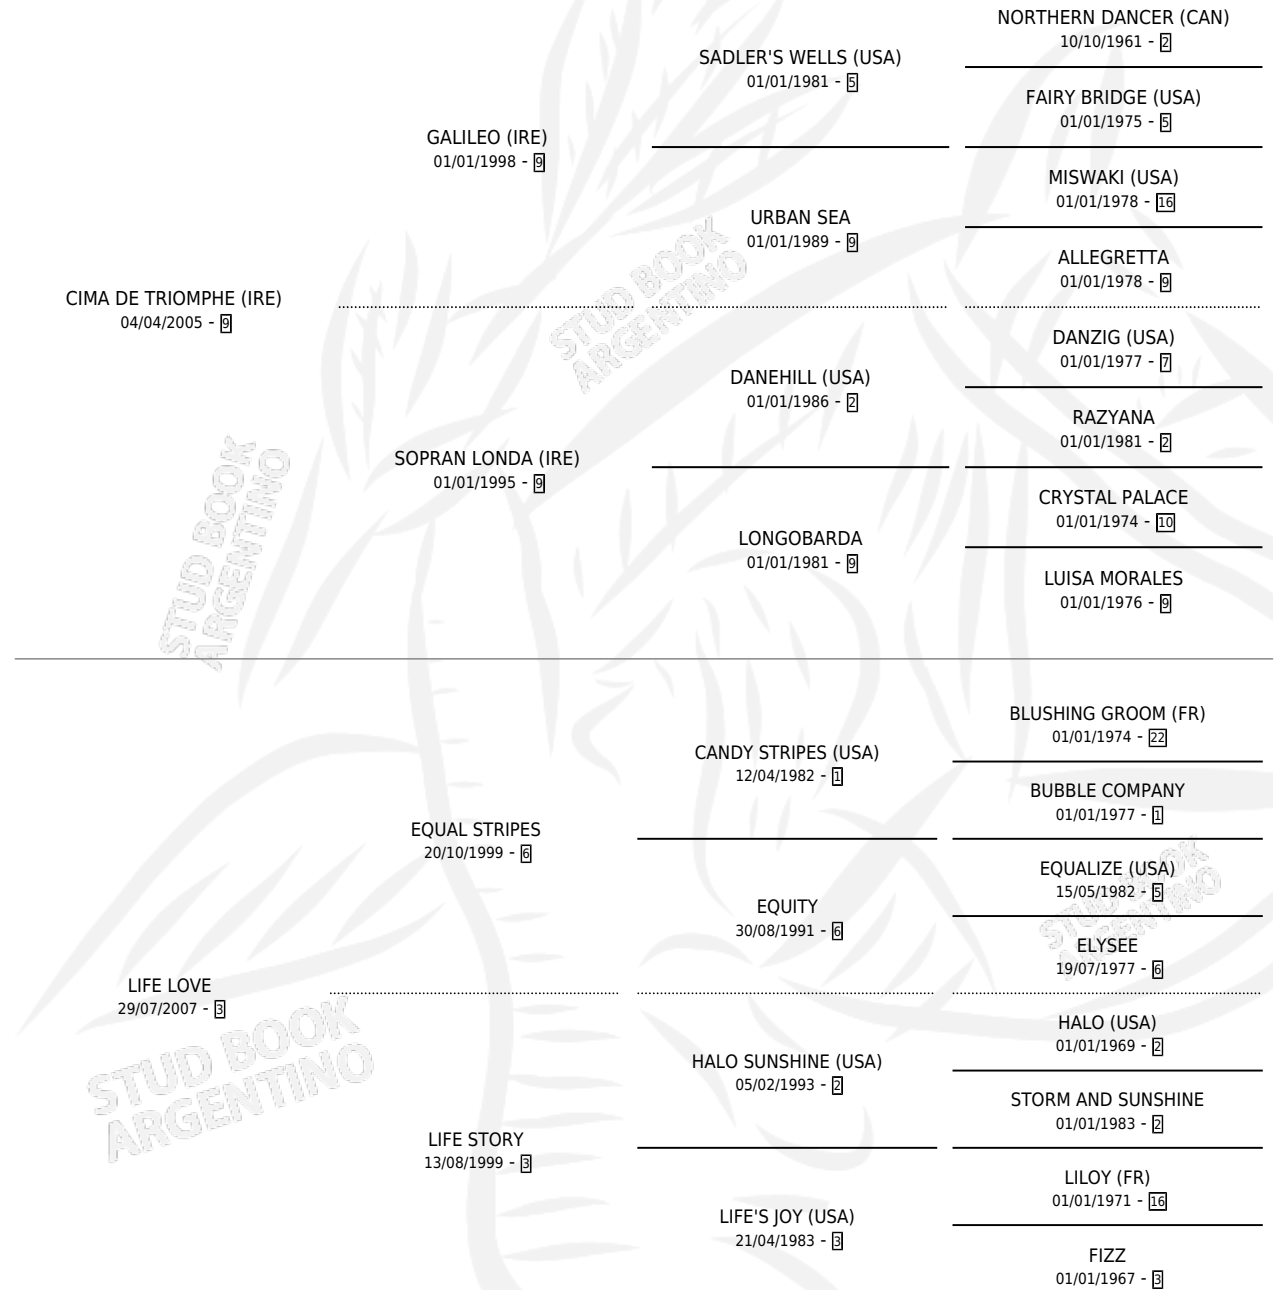 NORTHERN DANCER (CAN)
10/10/1961 - 2
SADLER'S WELLS (USA)
01/01/1981 - 5
FAIRY BRIDGE (USA)
01/01/1975 - 5
GALILEO (IRE)
01/01/1998 - 9
MISWAKI (USA)
01/01/1978 - 16
URBAN SEA
01/01/1989 - 9
ALLEGRETTA
01/01/1978 - 9
CIMA DE TRIOMPHE (IRE)
04/04/2005 - 9
DANZIG (USA)
01/01/1977 - 7
DANEHILL (USA)
01/01/1986 - 2
RAZYANA
01/01/1981 - 2
SOPRAN LONDA (IRE)
01/01/1995 - 9
CRYSTAL PALACE
01/01/1974 - 10
LONGOBARDA
01/01/1981 - 9
LUISA MORALES
01/01/1976 - 9
BLUSHING GROOM (FR)
01/01/1974 - 22
CANDY STRIPES (USA)
12/04/1982 - 1
BUBBLE COMPANY
01/01/1977 - 1
EQUAL STRIPES
20/10/1999 - 6
EQUALIZE (USA)
15/05/1982 - 5
EQUITY
30/08/1991 - 6
ELYSEE
19/07/1977 - 6
LIFE LOVE
29/07/2007 - 3
HALO (USA)
01/01/1969 - 2
HALO SUNSHINE (USA)
05/02/1993 - 2
STORM AND SUNSHINE
01/01/1983 - 2
LIFE STORY
13/08/1999 - 3
LILOY (FR)
01/01/1971 - 16
LIFE'S JOY (USA)
21/04/1983 - 3
FIZZ
01/01/1967 - 3
STUD BOOK
ARGENTINO
STUD BOOK
ARGENTINO
STUD BOOK
ARGENTINO
STUD BOOK
ARGENTINO